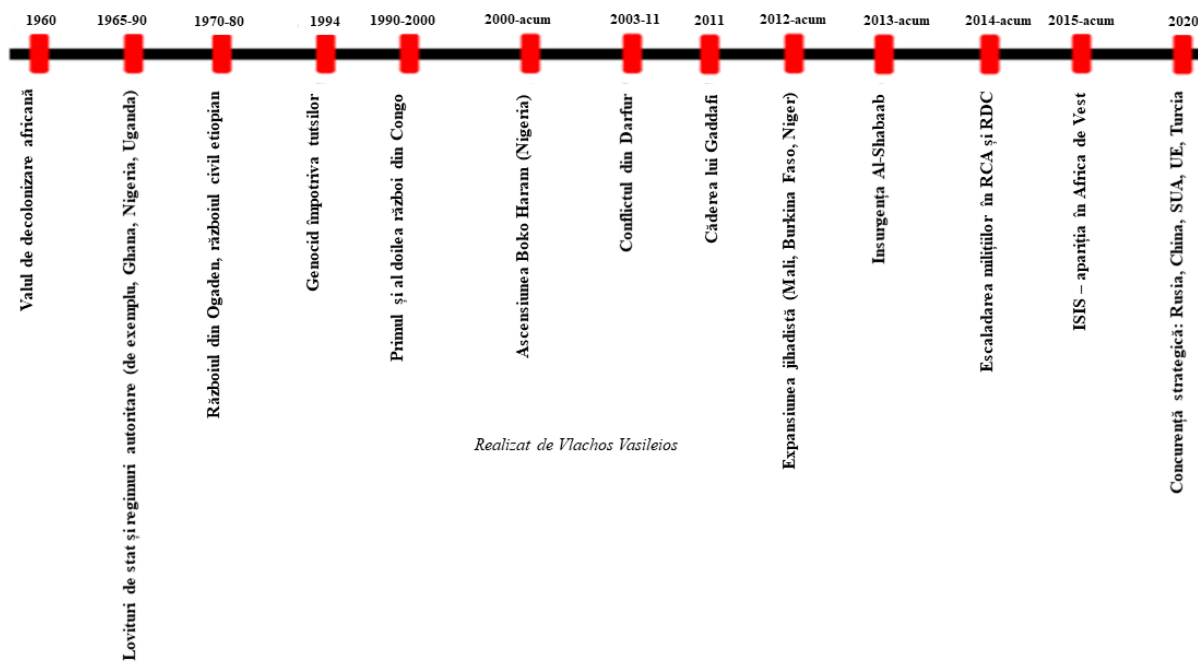 1960
1965-90
1970-80
1994
1990-2000
2000-acum
2003-11
2011
2012-acum
2013-acum
2014-acum
2015-acum
2020
Valul de decolonizare africană
Lovituri de stat și regimuri autoritare (de exemplu, Ghana, Nigeria, Uganda)
Războiul din Ogaden, războiul civil etiopian
Genocid împotriva tutsilor
Primul și al doilea război din Congo
Ascensiunea Boko Haram (Nigeria)
Conflictul din Darfur
Căderea lui Gaddafi
Expansiunea jihadistă (Mali, Burkina Faso, Niger)
Insurgența Al-Shabaab
Escaladarea milițiilor în RCA și RDC
ISIS – apariția în Africa de Vest
Concurență strategică: Rusia, China, SUA, UE, Turcia
Realizat de Vlachos Vasileios